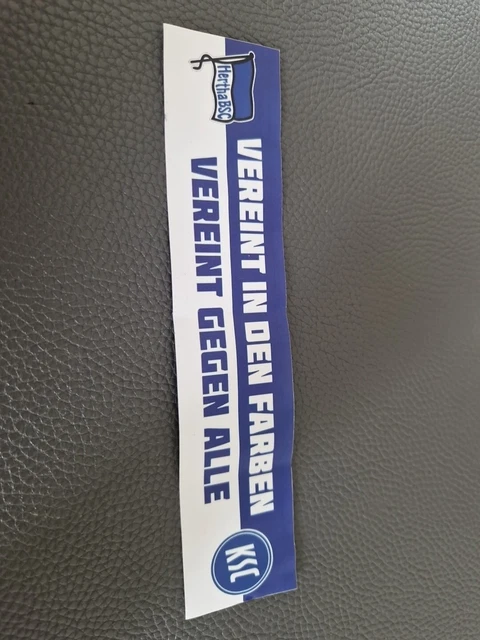 Hertha BSC
VEREINT IN DEN FARBEN
VEREINT GEGEN ALLE
KSC